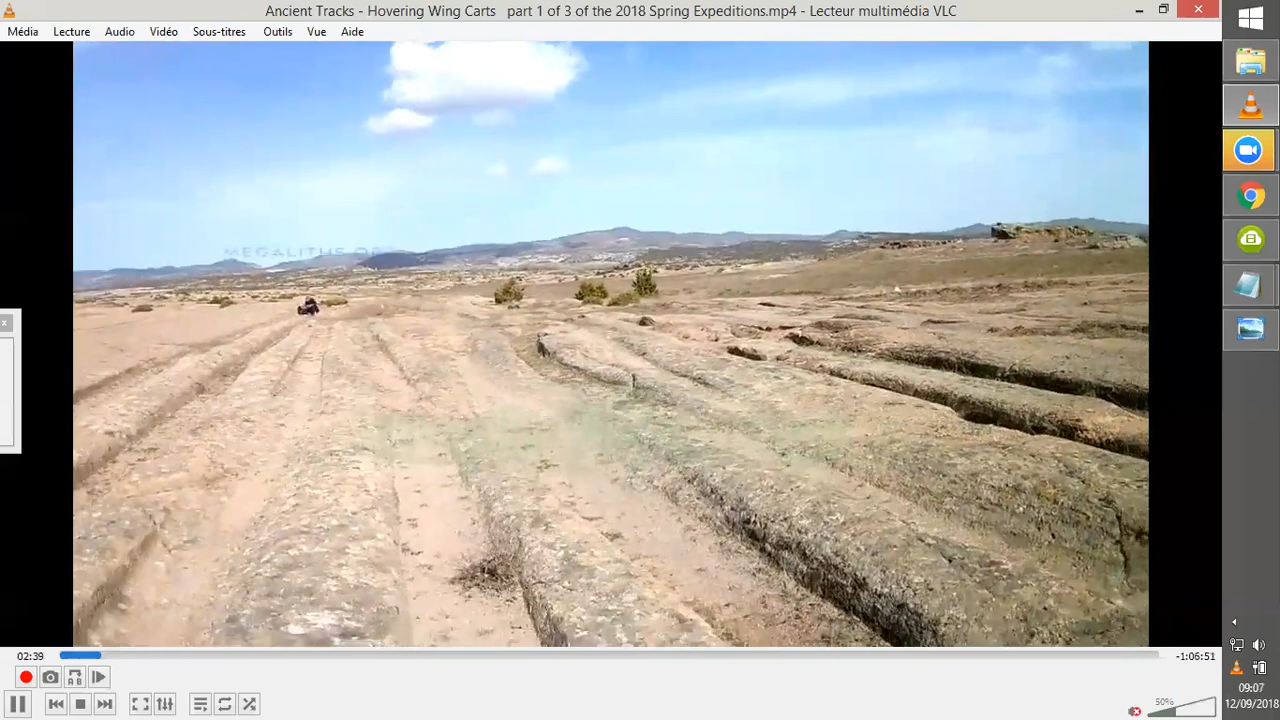 Ancient Tracks - Hovering Wing Carts   part 1 of 3 of the 2018 Spring Expeditions.mp4 - Lecteur multimédia VLC
Média Lecture Audio Vidéo Sous-titres Outils Vue Aide
MEGALITHS OF
02:39
-1:06:51
50%
09:07
12/09/2018